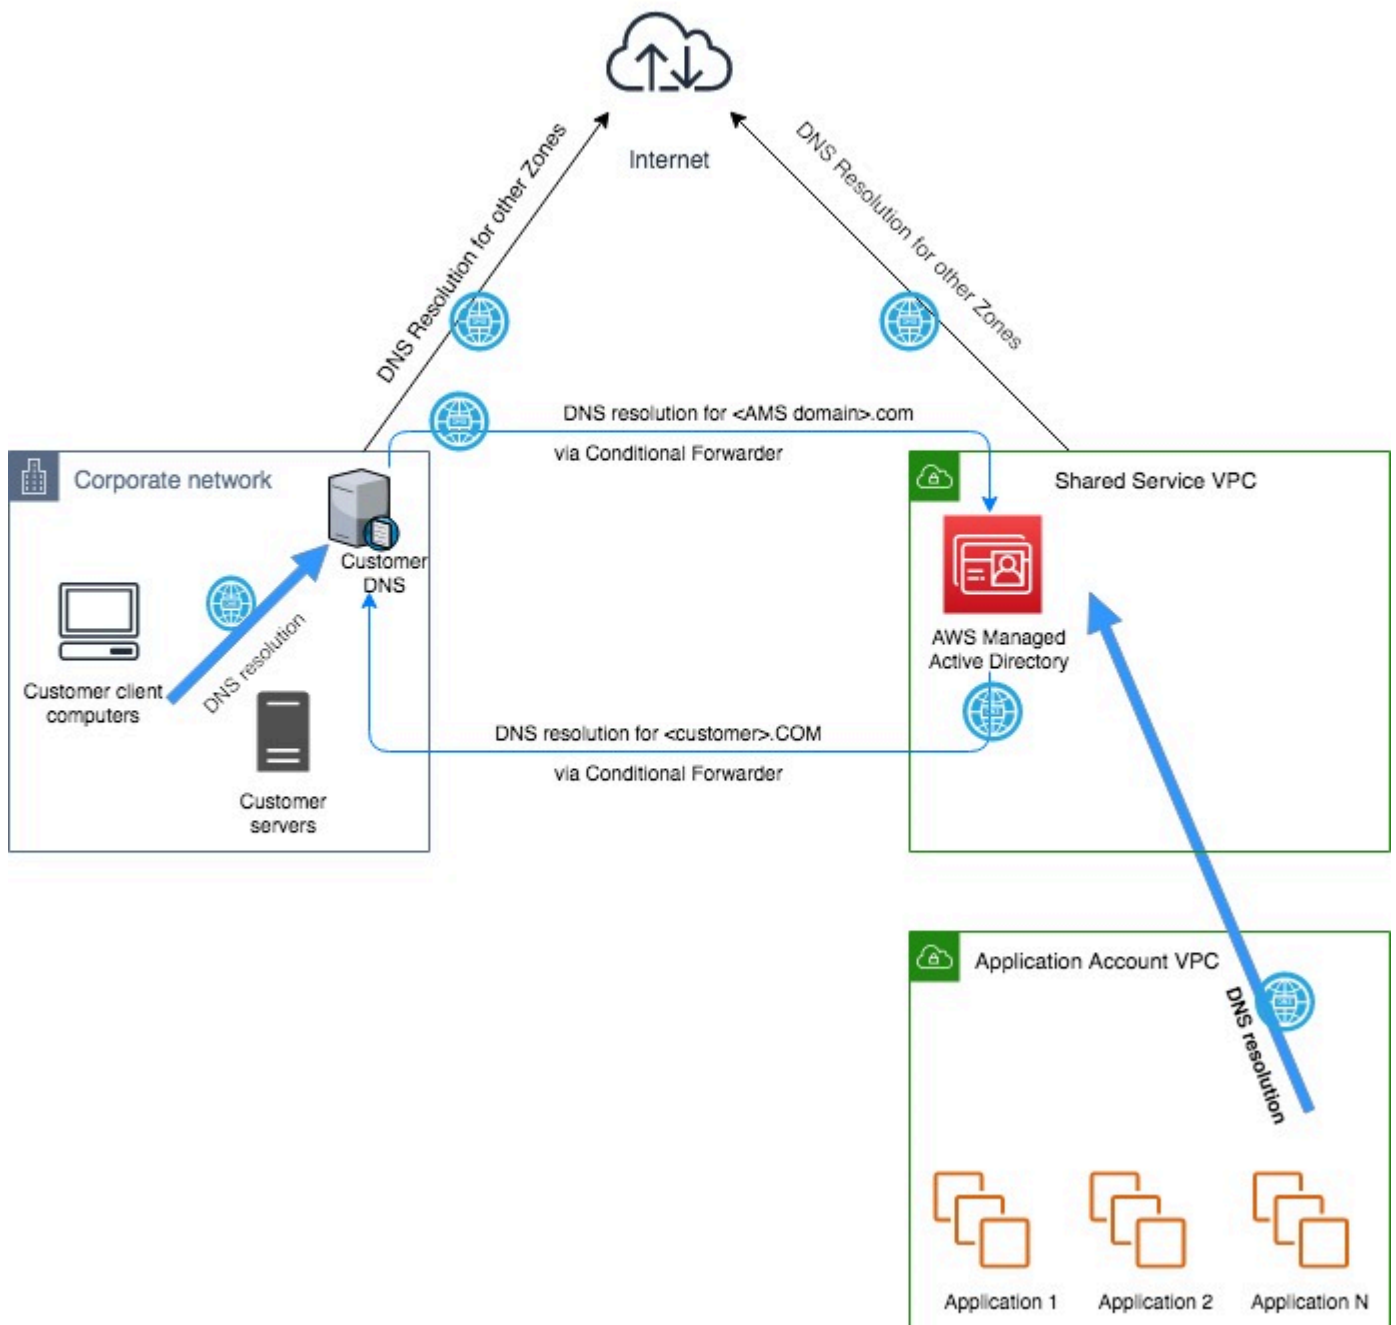 Internet
DNS Resolution for other Zones
DNS Resolution for other Zones
DNS resolution for <AMS domain>.com
via Conditional Forwarder
Corporate network
Customer
DNS
DNS resolution
Customer client
computers
Customer
servers
Shared Service VPC
AWS Managed
Active Directory
DNS resolution for <customer>.COM
via Conditional Forwarder
Application Account VPC
DNS resolution
Application 1
Application 2
Application N